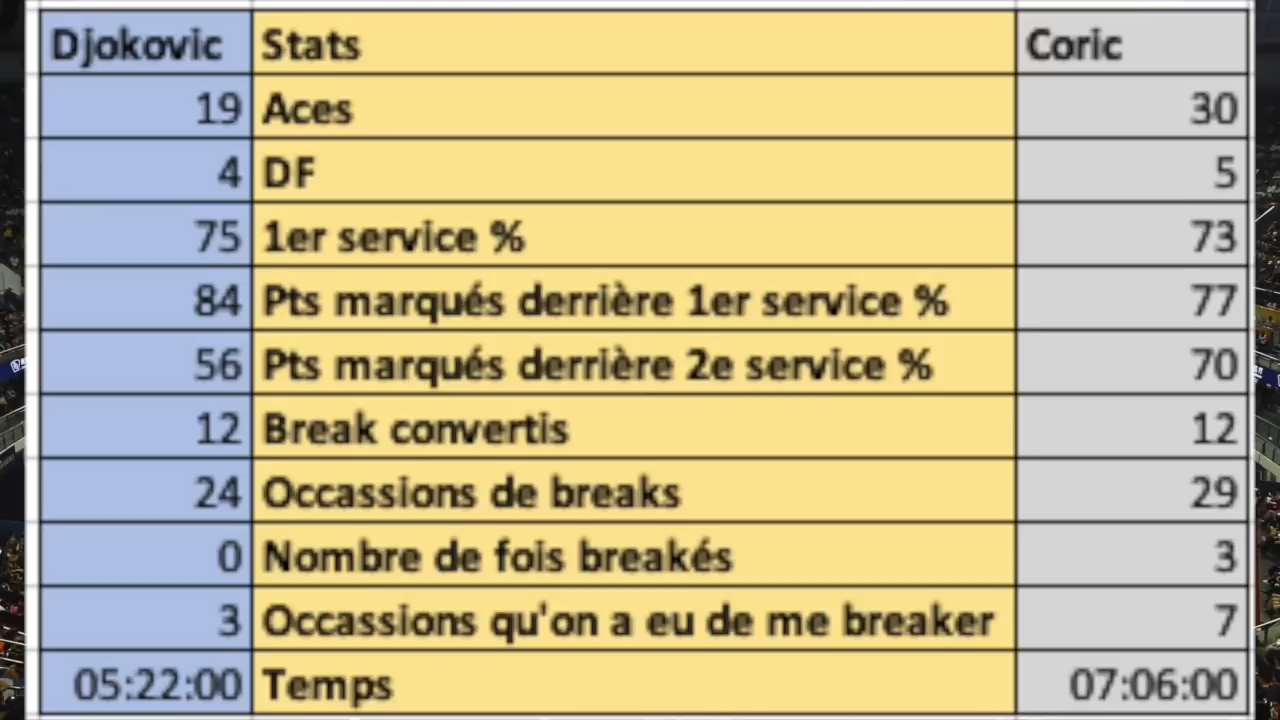 Djokovic Stats Coric
19 Aces 30
4 DF 5
75 1er service % 73
84 Pts marqués derrière 1er service % 77
56 Pts marqués derrière 2e service % 70
12 Break convertis 12
24 Occassions de breaks 29
0 Nombre de fois breakés 3
3 Occassions qu'on a eu de me breaker 7
05:22:00 Temps 07:06:00